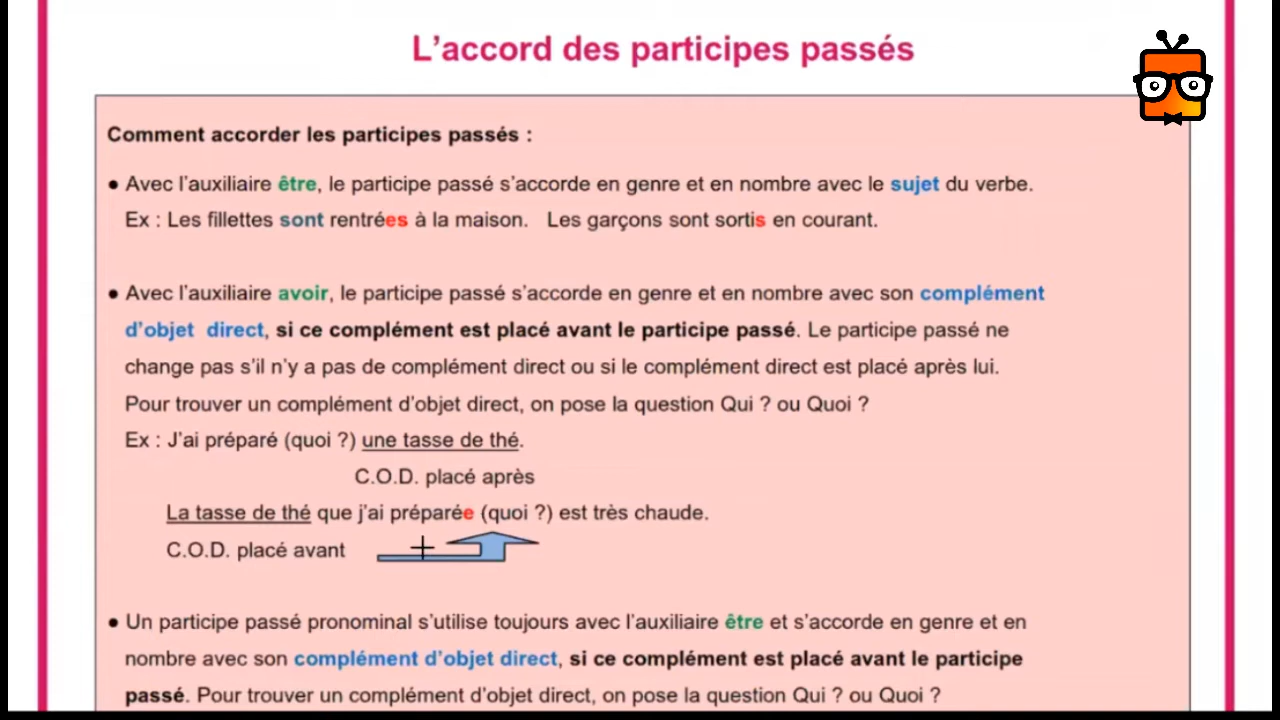 L'accord des participes passés
Comment accorder les participes passés :
● Avec l'auxiliaire être, le participe passé s'accorde en genre et en nombre avec le sujet du verbe.
Ex : Les fillettes sont rentrées à la maison. Les garçons sont sortis en courant.
● Avec l'auxiliaire avoir, le participe passé s'accorde en genre et en nombre avec son complément
d'objet direct, si ce complément est placé avant le participe passé. Le participe passé ne
change pas s'il n'y a pas de complément direct ou si le complément direct est placé après lui.
Pour trouver un complément d'objet direct, on pose la question Qui ? ou Quoi ?
Ex : J'ai préparé (quoi ?) une tasse de thé.
C.O.D. placé après
La tasse de thé que j'ai préparée (quoi ?) est très chaude.
C.O.D. placé avant
● Un participe passé pronominal s'utilise toujours avec l'auxiliaire être et s'accorde en genre et en
nombre avec son complément d'objet direct, si ce complément est placé avant le participe
passé. Pour trouver un complément d'objet direct, on pose la question Qui ? ou Quoi ?